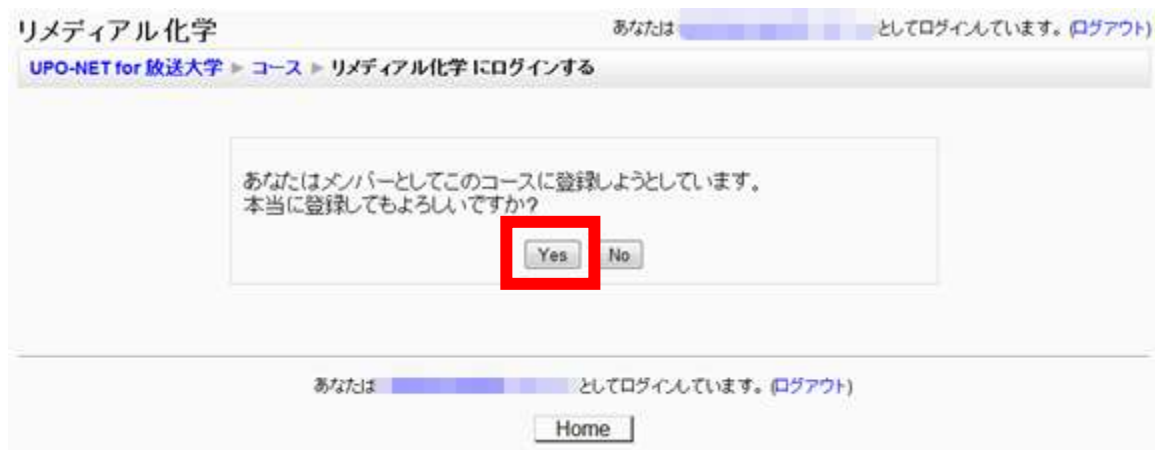 リメディアル化学
あなたは としてログインしています。(ログアウト)
UPO-NET for 放送大学 ► コース ► リメディアル化学 にログインする
あなたはメンバーとしてこのコースに登録しようとしています。
本当に登録してもよろしいですか?
Yes No
あなたは としてログインしています。(ログアウト)
Home